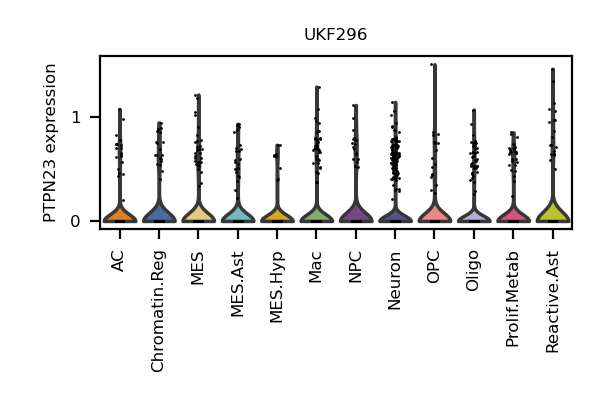 UKF296
PTPN23 expression
1
0
AC
Chromatin.Reg
MES
MES.Ast
MES.Hyp
Mac
NPC
Neuron
OPC
Oligo
Prolif.Metab
Reactive.Ast